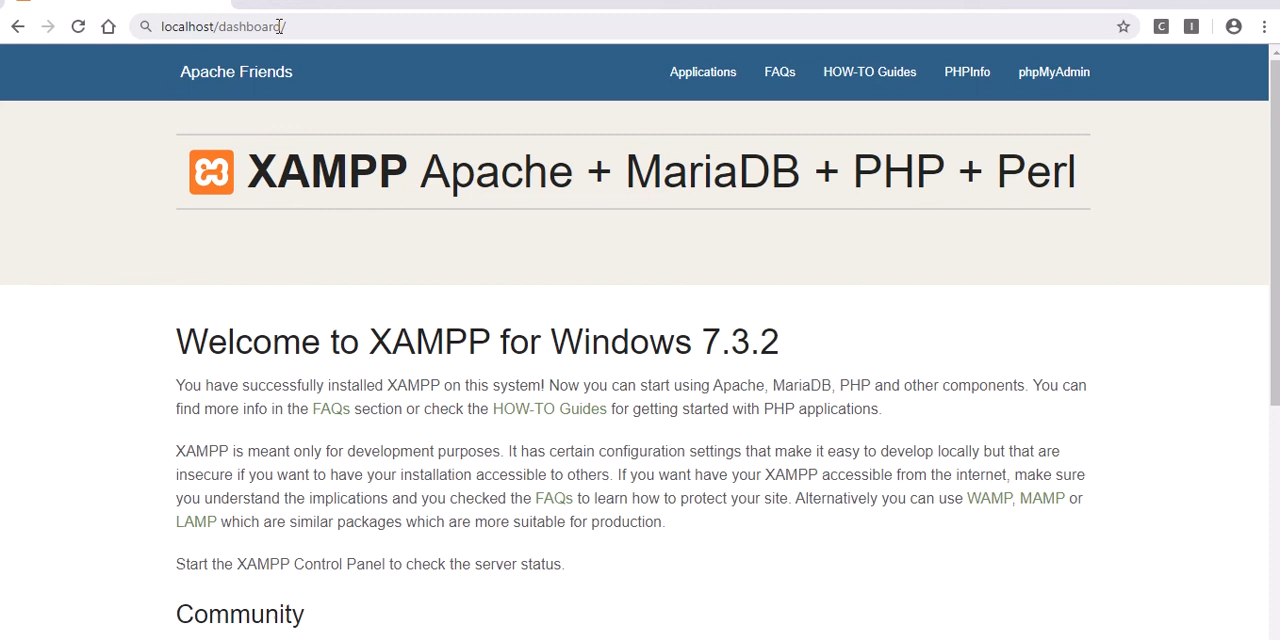 localhost/dashboard/
C I
Apache Friends Applications FAQs HOW-TO Guides PHPInfo phpMyAdmin
XAMPP Apache + MariaDB + PHP + Perl
Welcome to XAMPP for Windows 7.3.2
You have successfully installed XAMPP on this system! Now you can start using Apache, MariaDB, PHP and other components. You can
find more info in the FAQs section or check the HOW-TO Guides for getting started with PHP applications.
XAMPP is meant only for development purposes. It has certain configuration settings that make it easy to develop locally but that are
insecure if you want to have your installation accessible to others. If you want have your XAMPP accessible from the internet, make sure
you understand the implications and you checked the FAQs to learn how to protect your site. Alternatively you can use WAMP, MAMP or
LAMP which are similar packages which are more suitable for production.
Start the XAMPP Control Panel to check the server status.
Community